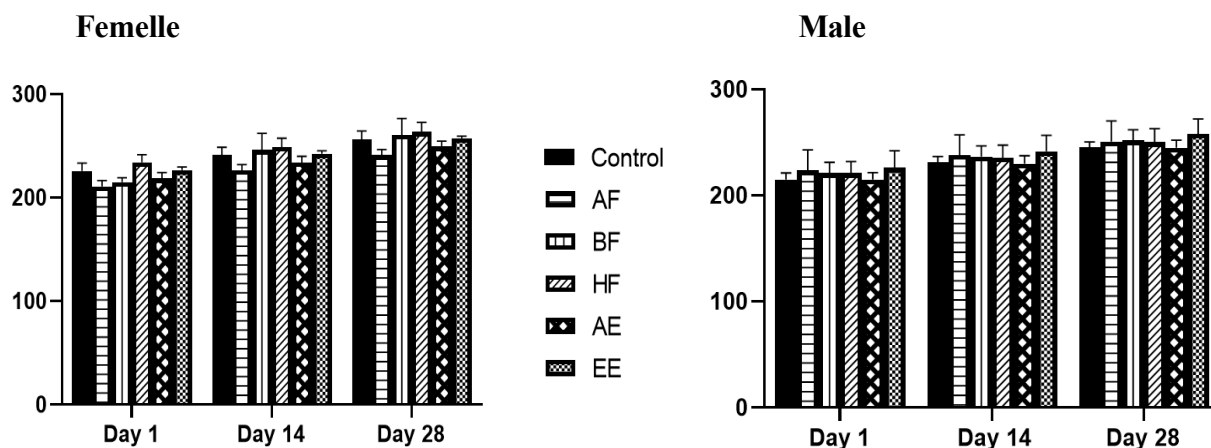 Femelle
300
200
100
0
Day 1 Day 14 Day 28
Control
AF
BF
HF
AE
EE
Male
300
200
100
0
Day 1 Day 14 Day 28